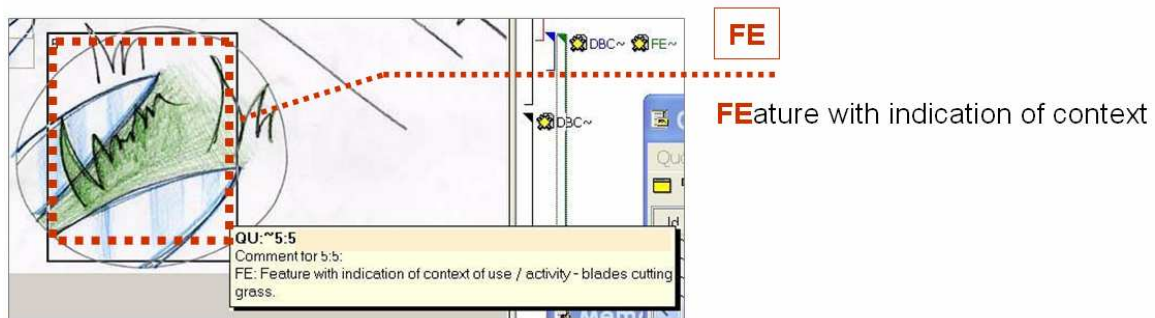 FE
DBC~ FE~
FEature with indication of context
DBC~
QU:~5:5
Comment for 5:5:
FE: Feature with indication of context of use / activity - blades cutting
grass.
Id